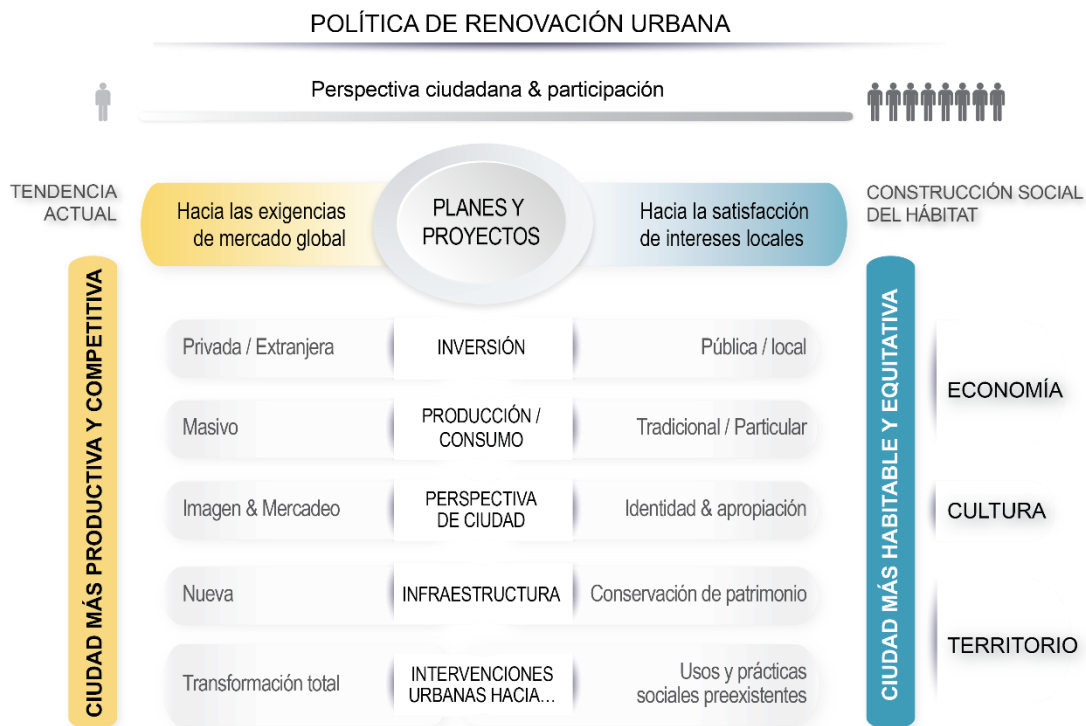 POLÍTICA DE RENOVACIÓN URBANA
Perspectiva ciudadana & participación
TENDENCIA
ACTUAL
Hacia las exigencias
de mercado global
PLANES Y
PROYECTOS
Hacia la satisfacción
de intereses locales
CONSTRUCCIÓN SOCIAL
DEL HÁBITAT
CIUDAD MÁS PRODUCTIVA Y COMPETITIVA
Privada / Extranjera
INVERSIÓN
Pública / local
Masivo
PRODUCCIÓN /
CONSUMO
Tradicional / Particular
Imagen & Mercadeo
PERSPECTIVA
DE CIUDAD
Identidad & apropiación
Nueva
INFRAESTRUCTURA
Conservación de patrimonio
Transformación total
INTERVENCIONES
URBANAS HACIA...
Usos y prácticas
sociales preexistentes
CIUDAD MÁS HABITABLE Y EQUITATIVA
ECONOMÍA
CULTURA
TERRITORIO